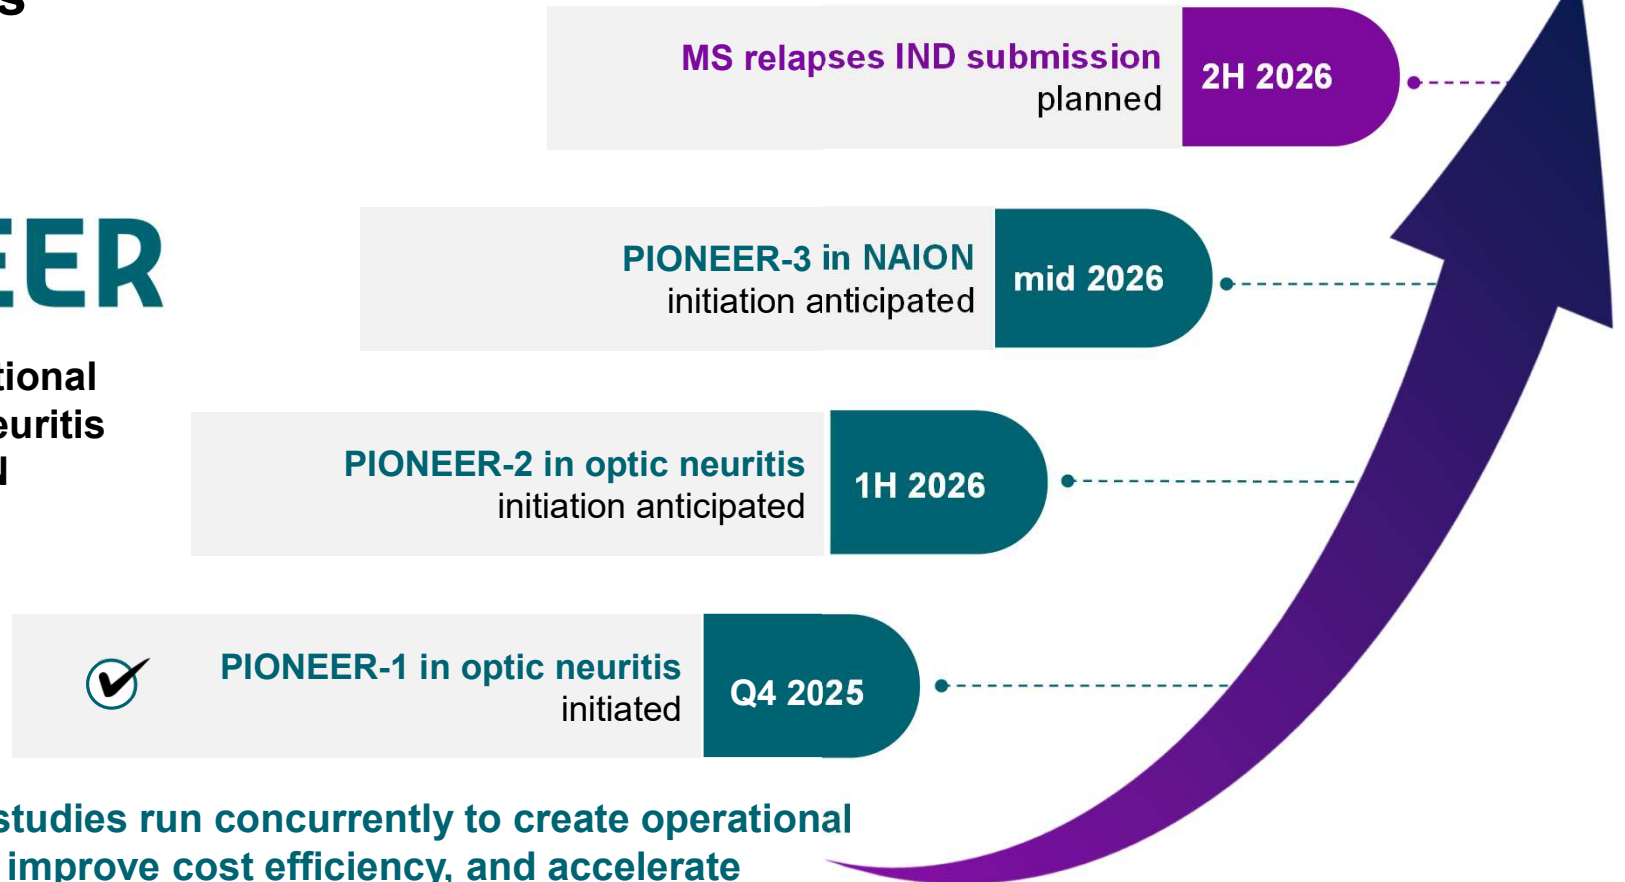 s
MS relapses IND submission
planned
2H 2026
EER
PIONEER-3 in NAION
initiation anticipated
mid 2026
tional
euritis
PIONEER-2 in optic neuritis
initiation anticipated
1H 2026
PIONEER-1 in optic neuritis
initiated
Q4 2025
studies run concurrently to create operational
improve cost efficiency, and accelerate